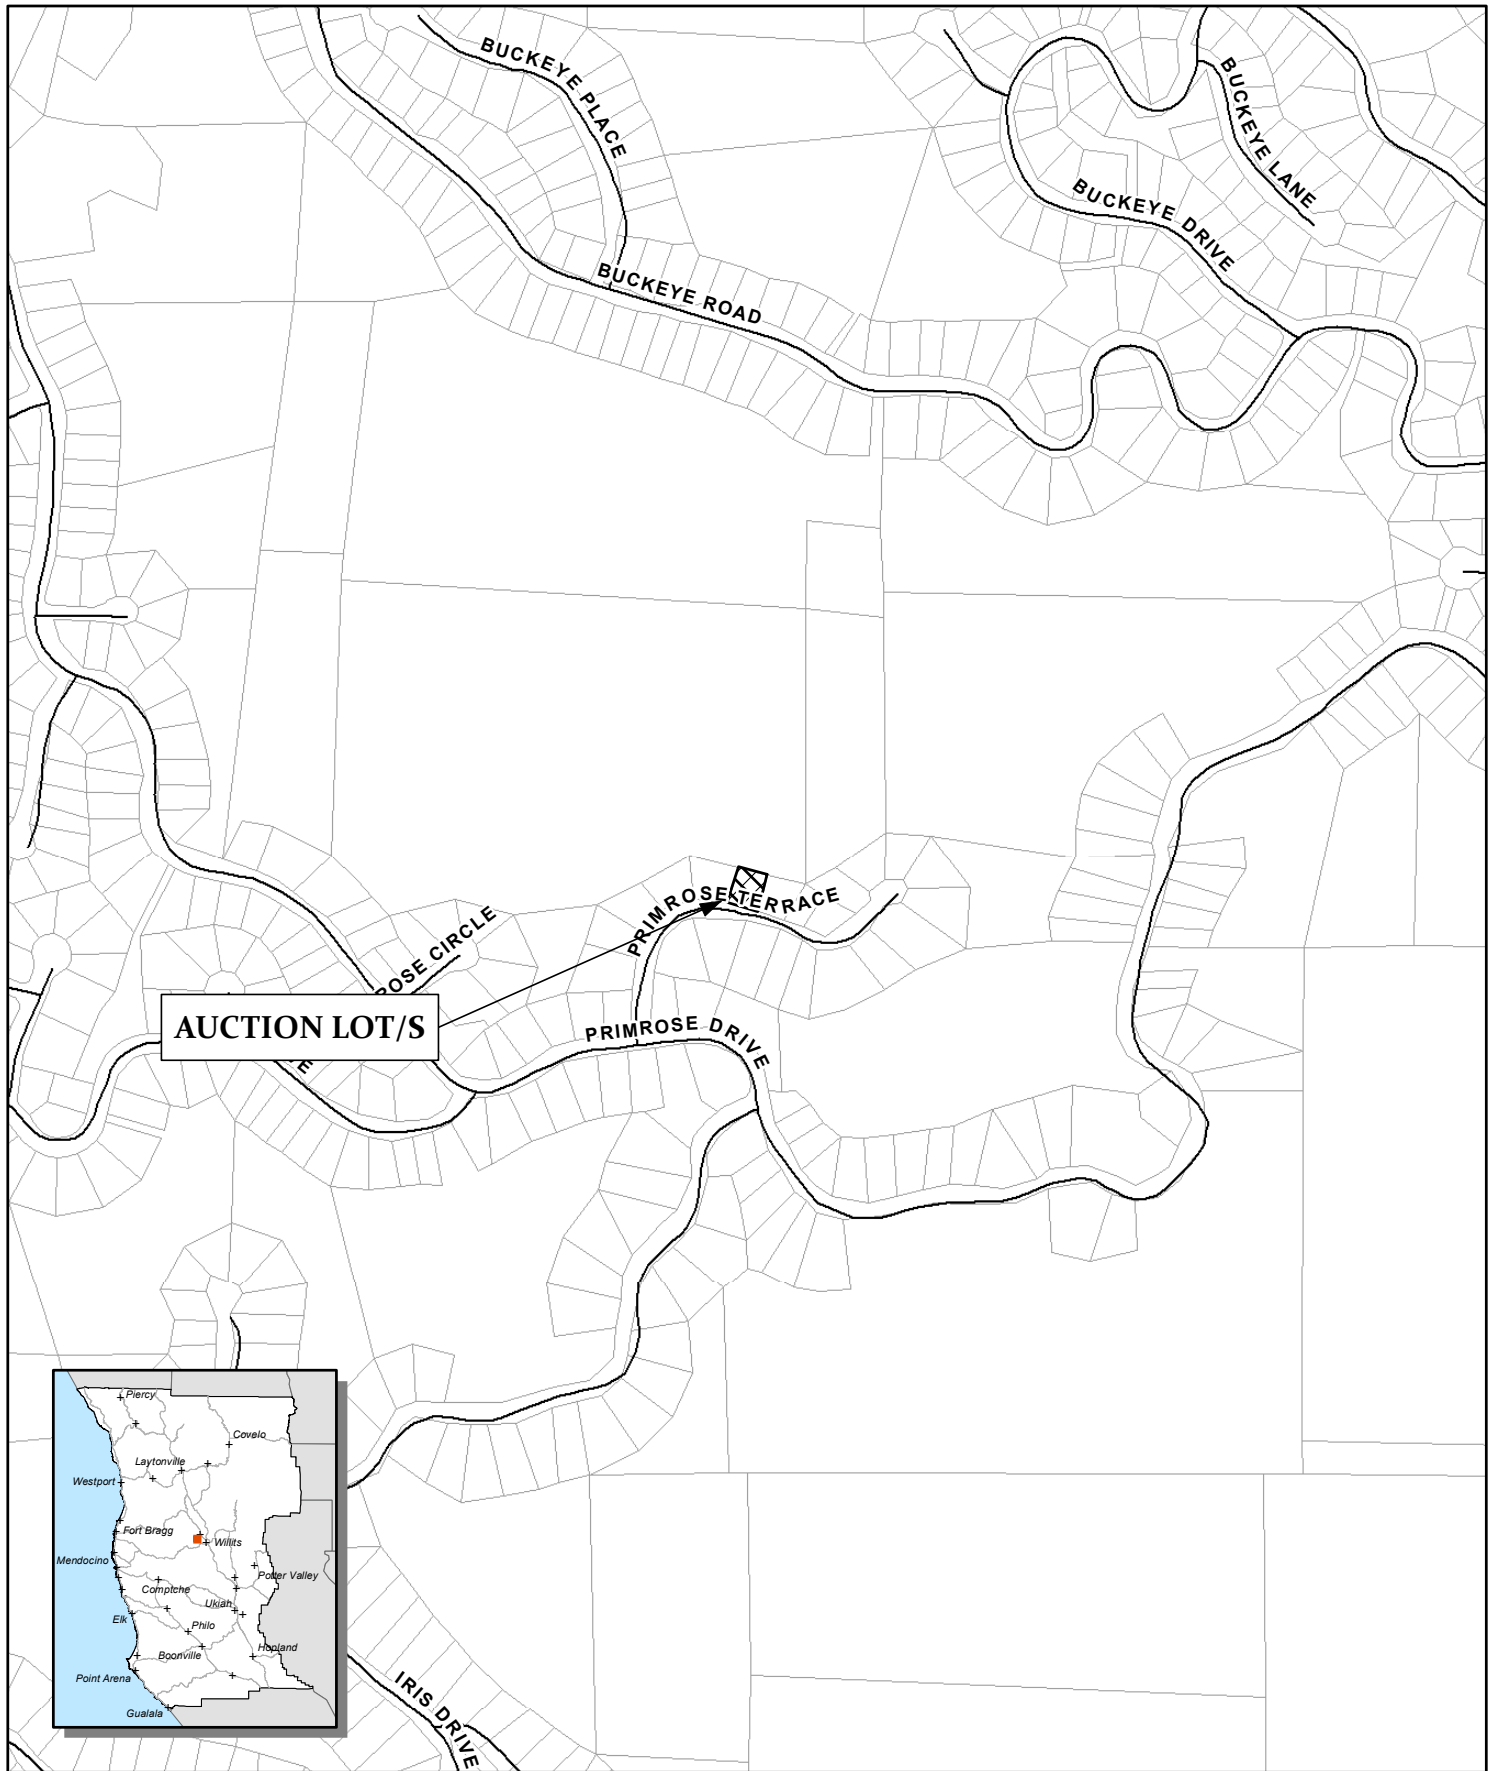 BUCKEYE PLACE
BUCKEYE LANE
BUCKEYE DRIVE
BUCKEYE ROAD
PRIMROSE TERRACE
ROSE CIRCLE
AUCTION LOT/S
PRIMROSE DRIVE
Piercy
Covelo
Laytonville
Westport
Fort Bragg
Willits
Mendocino
Potter Valley
Comptche
Ukiah
Elk
Philo
Hopland
Boonville
Point Arena
Gualala
IRIS DRIVE